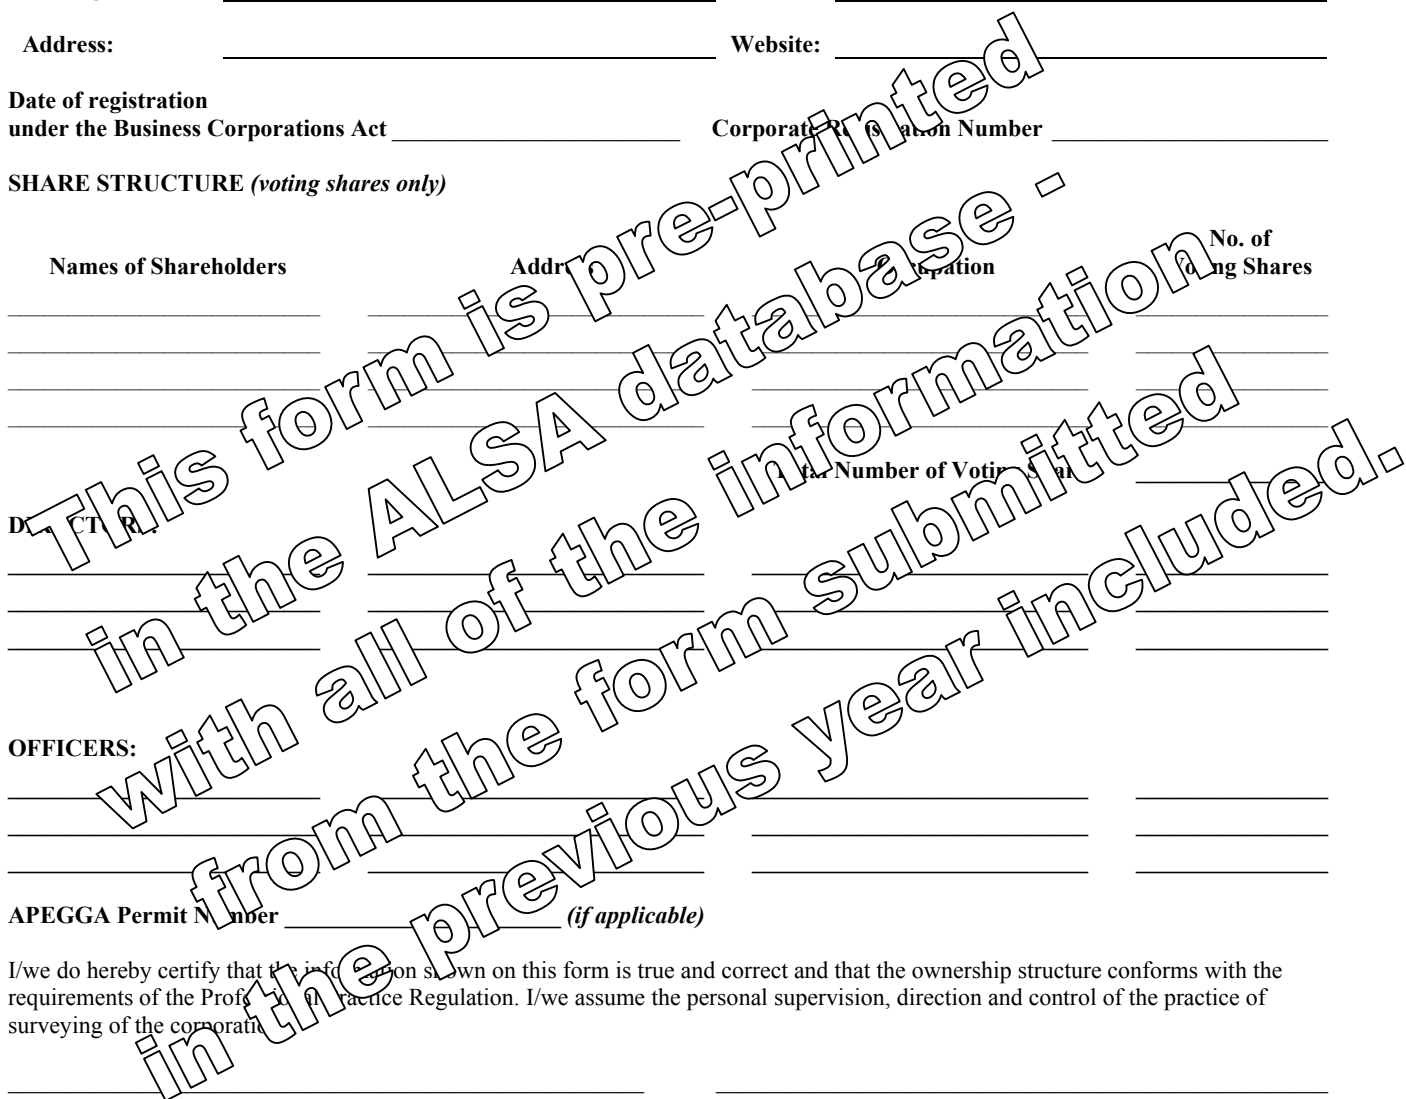 Address: Website:
Date of registration
under the Business Corporations Act Corporate Registration Number
SHARE STRUCTURE (voting shares only)
No. of
Names of Shareholders Address Occupation Voting Shares
Total Number of Voting Shares
DIRECTORS:
OFFICERS:
APEGGA Permit Number (if applicable)
I/we do hereby certify that the information shown on this form is true and correct and that the ownership structure conforms with the
requirements of the Professional Practice Regulation. I/we assume the personal supervision, direction and control of the practice of
surveying of the corporation
This form is pre-printed
in the ALSA database -
with all of the information
from the form submitted
in the previous year included.